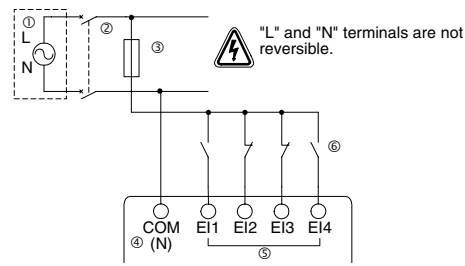 ①
L
②
③
"L" and "N" terminals are not
reversible.
N
⑥
COM EI1 EI2 EI3 EI4
④ (N)
⑤